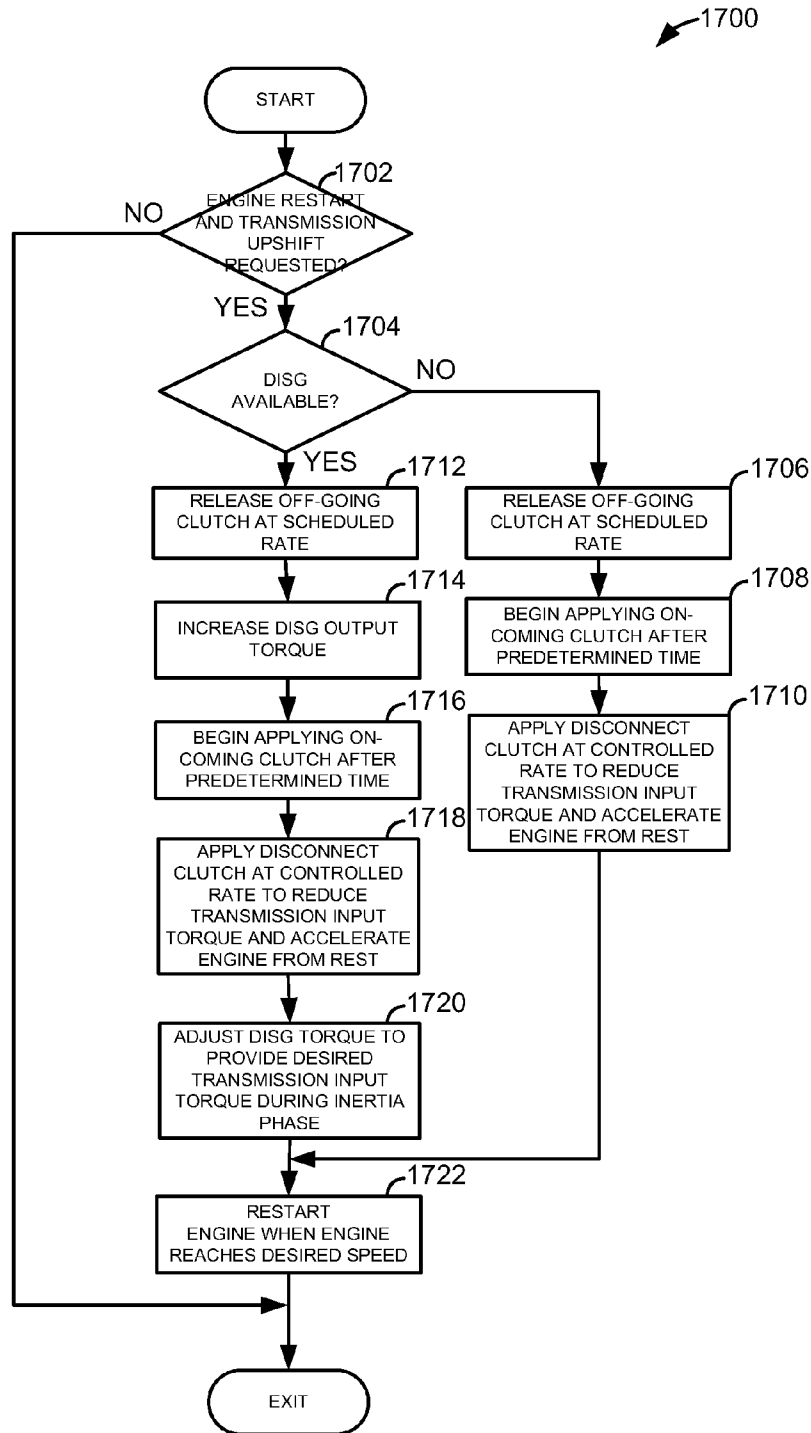 1700
START
1702
ENGINE RESTART
AND TRANSMISSION
UPSHIFT
REQUESTED?
NO
YES
1704
DISG
AVAILABLE?
NO
YES
1712
RELEASE OFF-GOING
CLUTCH AT SCHEDULED
RATE
1706
RELEASE OFF-GOING
CLUTCH AT SCHEDULED
RATE
1714
INCREASE DISG OUTPUT
TORQUE
1708
BEGIN APPLYING ON-
COMING CLUTCH AFTER
PREDETERMINED TIME
1716
BEGIN APPLYING ON-
COMING CLUTCH AFTER
PREDETERMINED TIME
1710
APPLY DISCONNECT
CLUTCH AT CONTROLLED
RATE TO REDUCE
TRANSMISSION INPUT
TORQUE AND ACCELERATE
ENGINE FROM REST
1718
APPLY DISCONNECT
CLUTCH AT CONTROLLED
RATE TO REDUCE
TRANSMISSION INPUT
TORQUE AND ACCELERATE
ENGINE FROM REST
1720
ADJUST DISG TORQUE TO
PROVIDE DESIRED
TRANSMISSION INPUT
TORQUE DURING INERTIA
PHASE
1722
RESTART
ENGINE WHEN ENGINE
REACHES DESIRED SPEED
EXIT